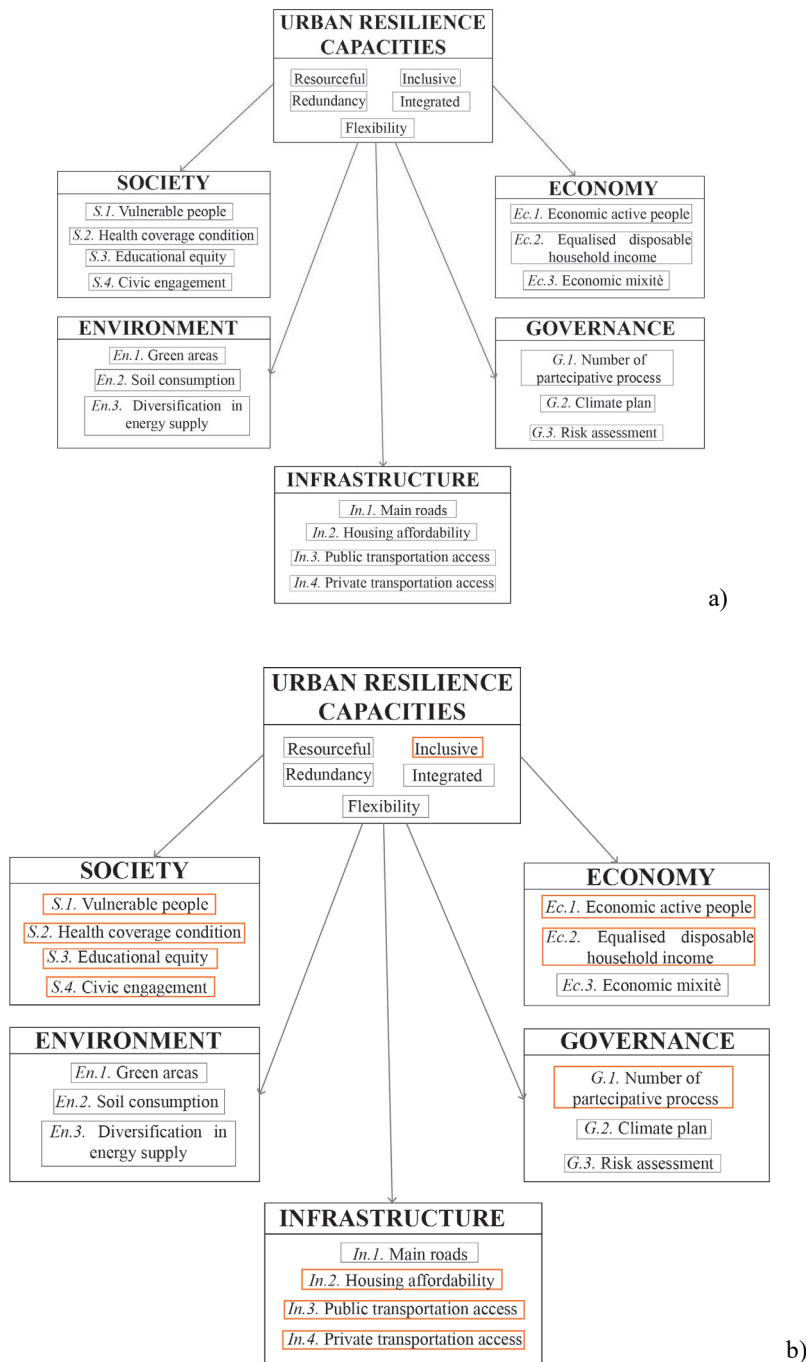 URBAN RESILIENCE
CAPACITIES
Resourceful
Inclusive
Redundancy
Integrated
Flexibility
SOCIETY
S.1. Vulnerable people
S.2. Health coverage condition
S.3. Educational equity
S.4. Civic engagement
ECONOMY
Ec.1. Economic active people
Ec.2. Equalised disposable
household income
Ec.3. Economic mixitè
ENVIRONMENT
En.1. Green areas
En.2. Soil consumption
En.3. Diversification in
energy supply
GOVERNANCE
G.1. Number of
partecipative process
G.2. Climate plan
G.3. Risk assessment
INFRASTRUCTURE
In.1. Main roads
In.2. Housing affordability
In.3. Public transportation access
In.4. Private transportation access
a)
URBAN RESILIENCE
CAPACITIES
Resourceful
Inclusive
Redundancy
Integrated
Flexibility
SOCIETY
S.1. Vulnerable people
S.2. Health coverage condition
S.3. Educational equity
S.4. Civic engagement
ECONOMY
Ec.1. Economic active people
Ec.2. Equalised disposable
household income
Ec.3. Economic mixitè
ENVIRONMENT
En.1. Green areas
En.2. Soil consumption
En.3. Diversification in
energy supply
GOVERNANCE
G.1. Number of
partecipative process
G.2. Climate plan
G.3. Risk assessment
INFRASTRUCTURE
In.1. Main roads
In.2. Housing affordability
In.3. Public transportation access
In.4. Private transportation access
b)